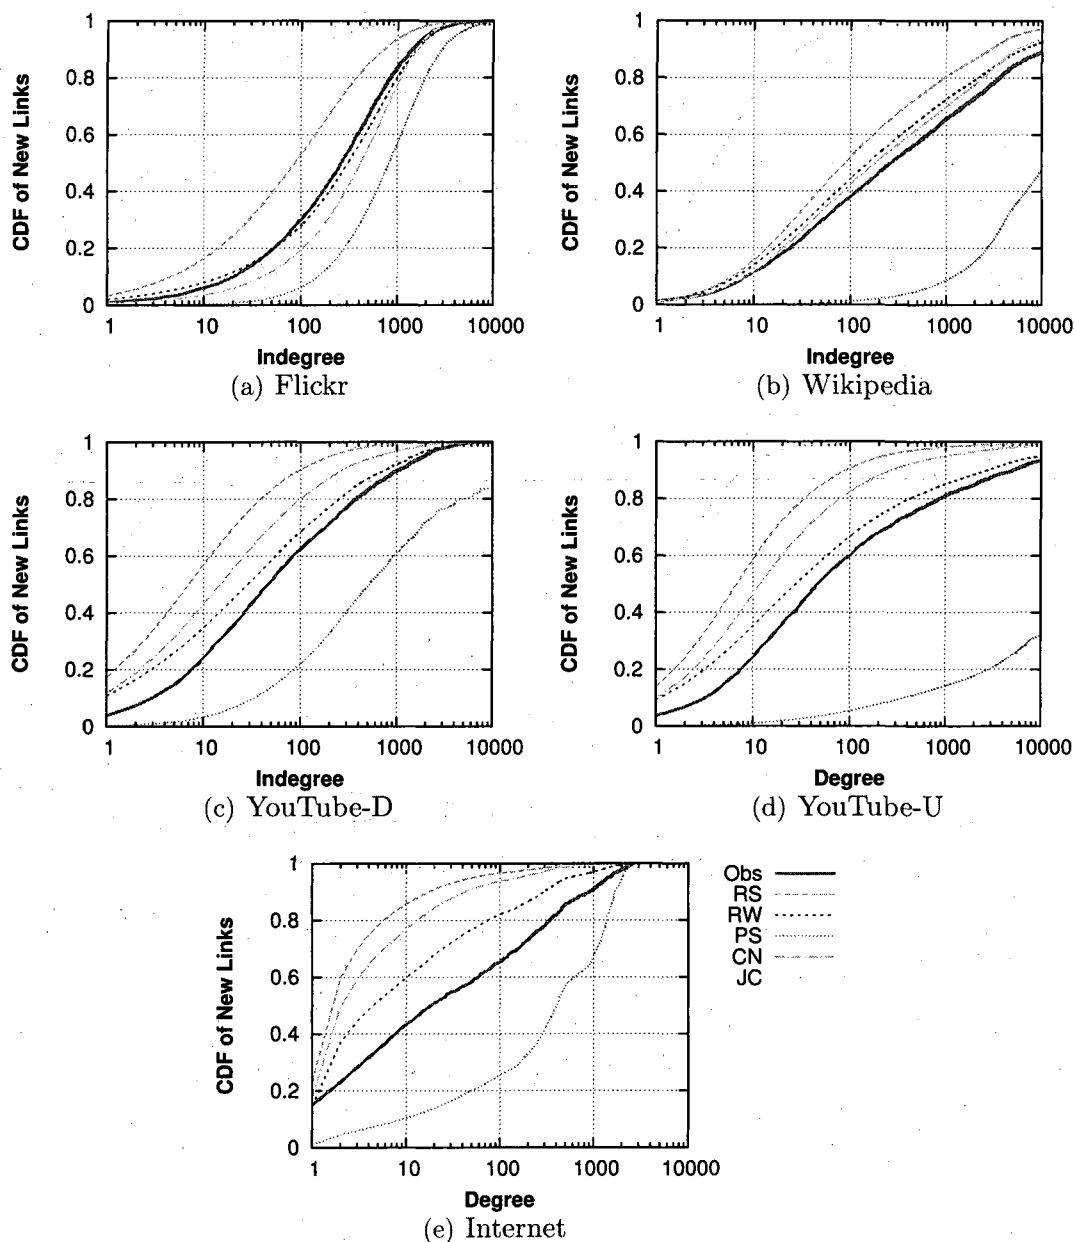 CDF of New Links
1
0.8
0.6
0.4
0.2
0
1 10 100 1000 10000
Indegree
(a) Flickr
CDF of New Links
1
0.8
0.6
0.4
0.2
0
1 10 100 1000 10000
Indegree
(b) Wikipedia
CDF of New Links
1
0.8
0.6
0.4
0.2
0
1 10 100 1000 10000
Indegree
(c) YouTube-D
CDF of New Links
1
0.8
0.6
0.4
0.2
0
1 10 100 1000 10000
Degree
(d) YouTube-U
CDF of New Links
1
0.8
0.6
0.4
0.2
0
1 10 100 1000 10000
Degree
(e) Internet
Obs
RS
RW
PS
CN
JC